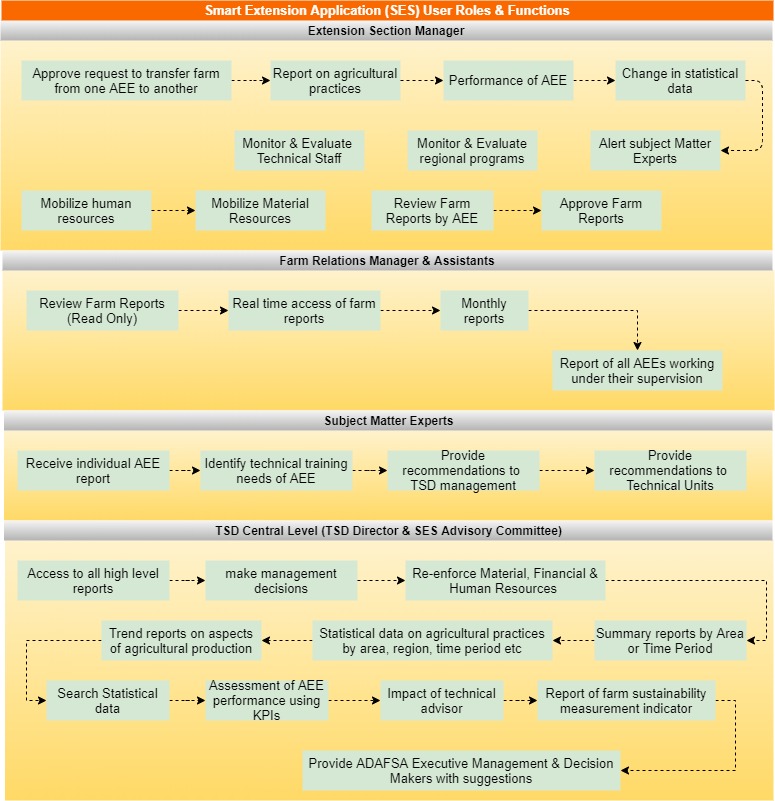 Smart Extension Application (SES) User Roles & Functions
Extension Section Manager
Approve request to transfer farm
from one AEE to another
Report on agricultural
practices
Performance of AEE
Change in statistical
data
Monitor & Evaluate
Technical Staff
Monitor & Evaluate
regional programs
Alert subject Matter
Experts
Mobilize human
resources
Mobilize Material
Resources
Review Farm
Reports by AEE
Approve Farm
Reports
Farm Relations Manager & Assistants
Review Farm Reports
(Read Only)
Real time access of farm
reports
Monthly
reports
Report of all AEEs working
under their supervision
Subject Matter Experts
Receive individual AEE
report
Identify technical training
needs of AEE
Provide
recommendations to
TSD management
Provide
recommendations to
Technical Units
TSD Central Level (TSD Director & SES Advisory Committee)
Access to all high level
reports
make management
decisions
Re-enforce Material, Financial &
Human Resources
Trend reports on aspects
of agricultural production
Statistical data on agricultural practices
by area, region, time period etc
Summary reports by Area
or Time Period
Search Statistical
data
Assessment of AEE
performance using
KPIs
Impact of technical
advisor
Report of farm sustainability
measurement indicator
Provide ADAFSA Executive Management & Decision
Makers with suggestions